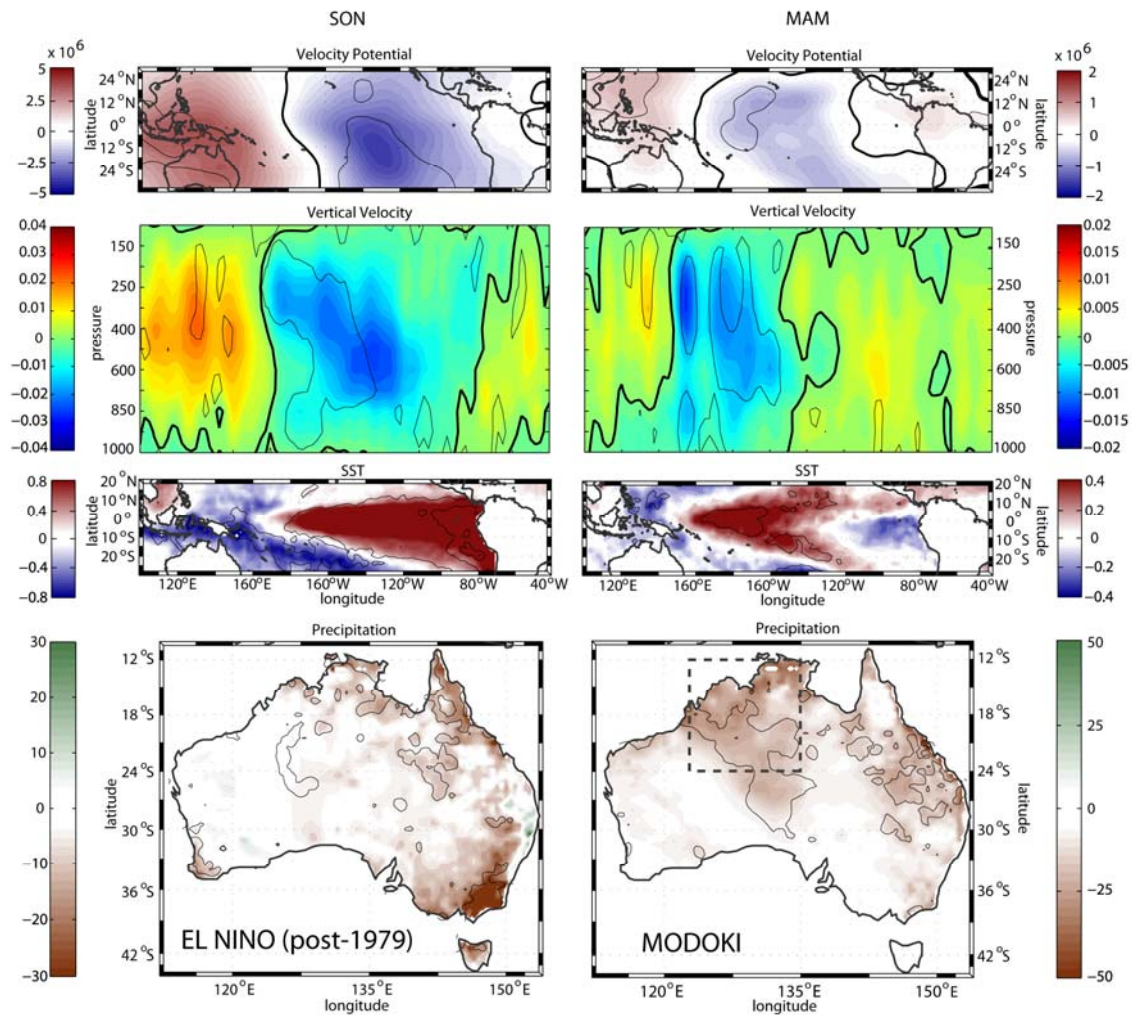 SON
MAM
Velocity Potential
Velocity Potential
x 10^6
5
2.5
0
−2.5
−5
latitude
24°N
12°N
0°
12°S
24°S
24°N
12°N
0°
12°S
24°S
latitude
x 10^6
2
1
0
−1
−2
Vertical Velocity
Vertical Velocity
0.04
0.03
0.02
0.01
0
−0.01
−0.02
−0.03
−0.04
pressure
150
250
400
600
850
1000
150
250
400
600
850
1000
pressure
0.02
0.015
0.01
0.005
0
−0.005
−0.01
−0.015
−0.02
SST
SST
0.8
0.4
0
−0.4
−0.8
latitude
20°N
10°N
0°
10°S
20°S
20°N
10°N
0°
10°S
20°S
latitude
0.4
0.2
0
−0.2
−0.4
120°E 160°E 160°W 120°W 80°W 40°W
longitude
120°E 160°E 160°W 120°W 80°W 40°W
longitude
Precipitation
Precipitation
30
20
10
0
−10
−20
−30
latitude
12°S
18°S
24°S
30°S
36°S
42°S
12°S
18°S
24°S
30°S
36°S
42°S
latitude
50
25
0
−25
−50
EL NINO (post-1979)
MODOKI
120°E 135°E 150°E
longitude
120°E 135°E 150°E
longitude